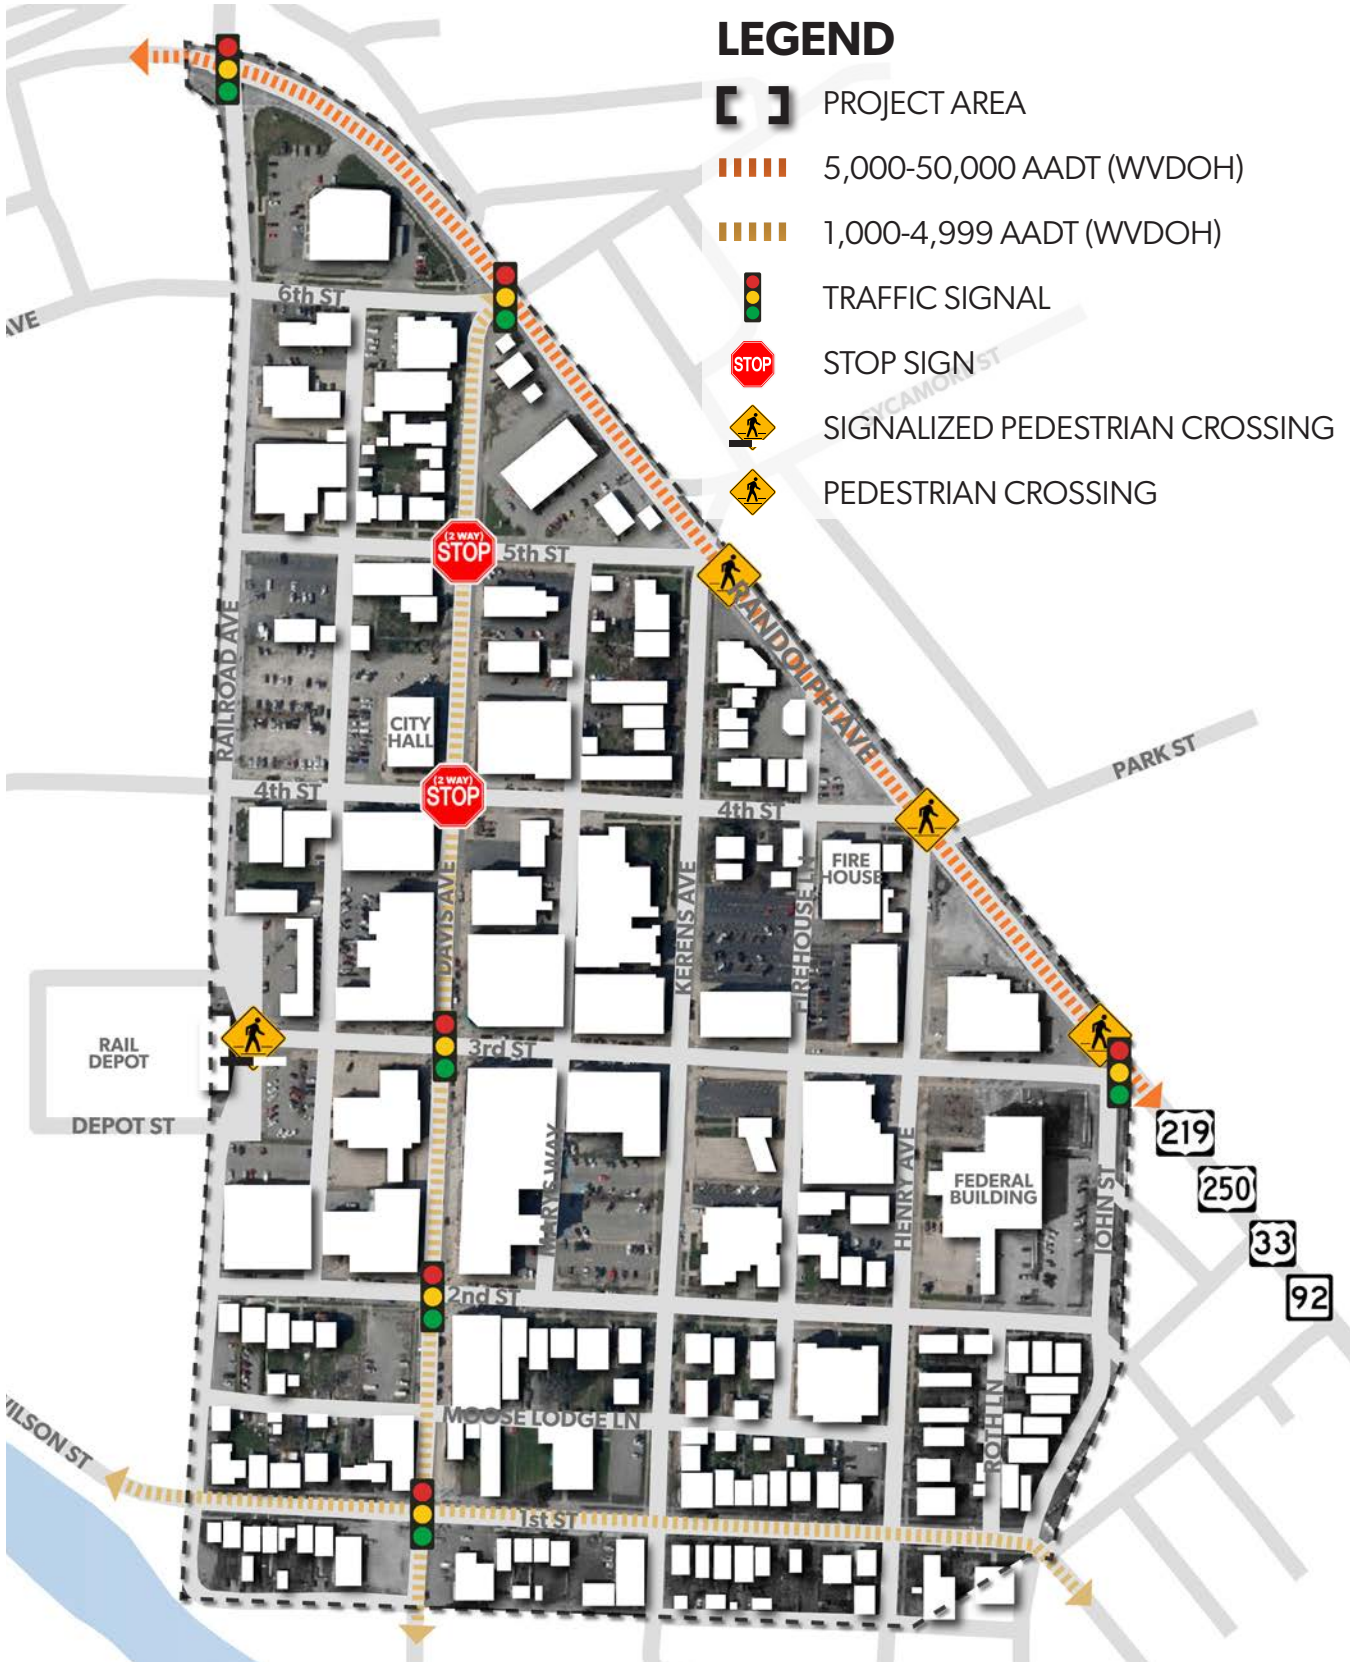 LEGEND
PROJECT AREA
5,000-50,000 AADT (WVDOH)
1,000-4,999 AADT (WVDOH)
TRAFFIC SIGNAL
STOP
STOP SIGN
SYCAMORE ST
SIGNALIZED PEDESTRIAN CROSSING
PEDESTRIAN CROSSING
6th ST
AVE
(2 WAY)
STOP
5th ST
RANDOLPH AVE
RAILROAD AVE
CITY
HALL
PARK ST
4th ST
(2 WAY)
STOP
4th ST
FIRE
HOUSE
DAVIS AVE
KERENS AVE
FIREHOUSE LN
RAIL
DEPOT
3rd ST
DEPOT ST
219
MARYS WAY
HENRY AVE
FEDERAL
BUILDING
JOHN ST
250
33
2nd ST
92
MOOSE LODGE LN
ROTH LN
WILSON ST
1st ST